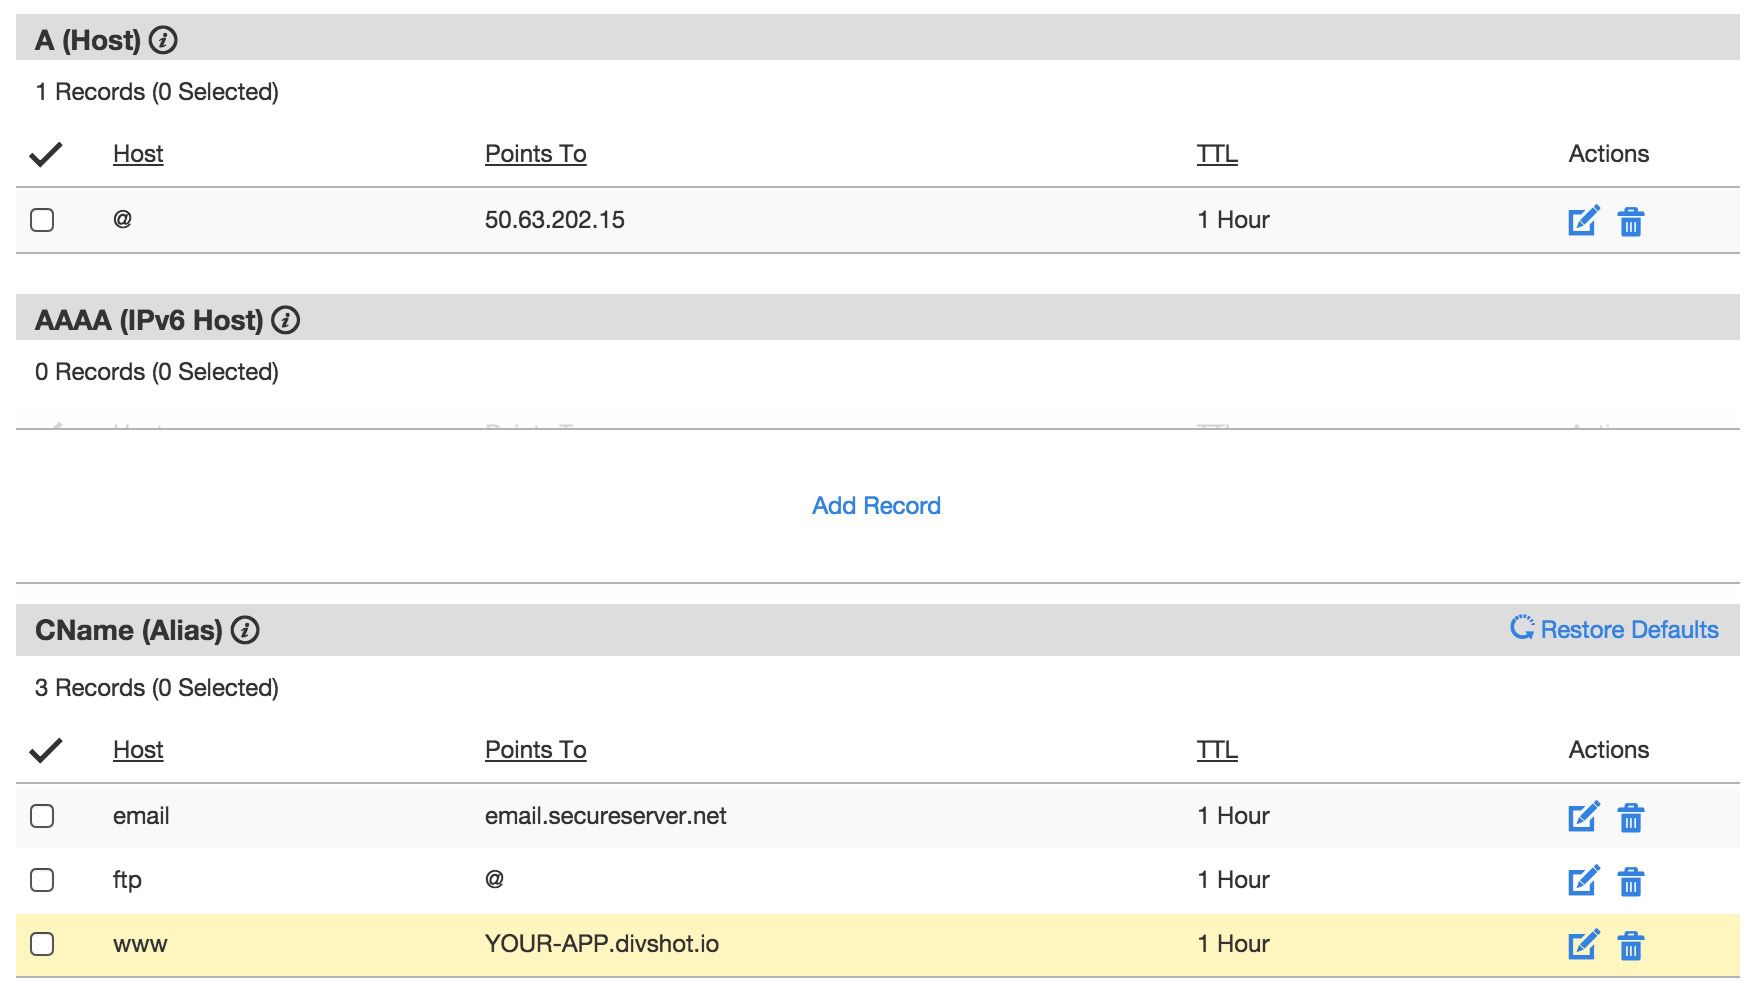 A (Host)
1 Records (0 Selected)
Host Points To TTL Actions
@ 50.63.202.15 1 Hour
AAAA (IPv6 Host)
0 Records (0 Selected)
Add Record
CName (Alias) Restore Defaults
3 Records (0 Selected)
Host Points To TTL Actions
email email.secureserver.net 1 Hour
ftp @ 1 Hour
www YOUR-APP.divshot.io 1 Hour